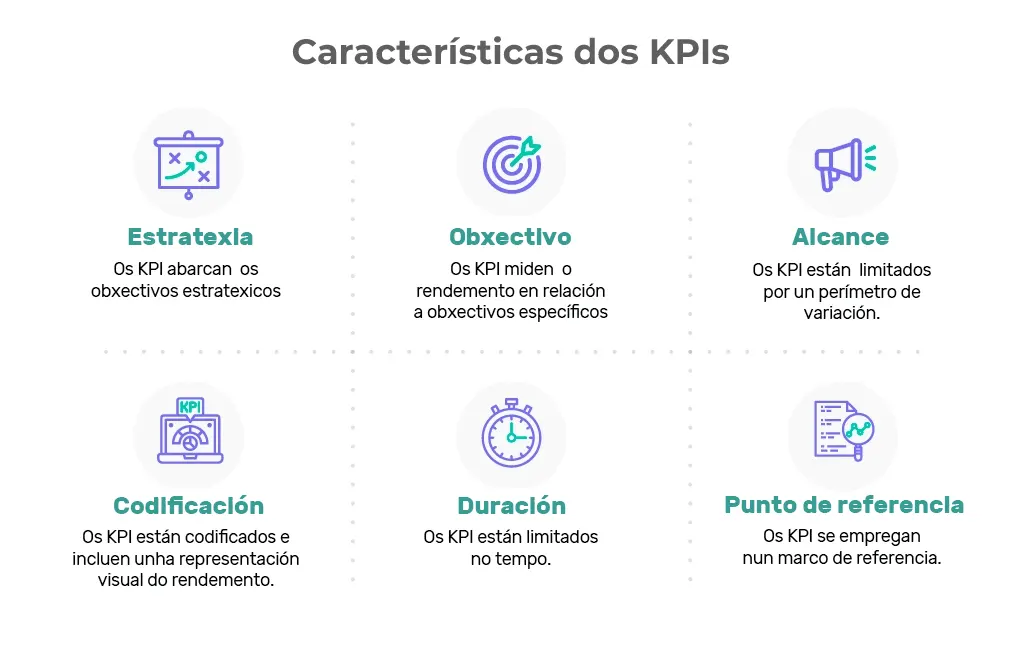 Características dos KPIs
Estratexia
Os KPI abarcan  os
obxectivos estratexicos
Obxectivo
Os KPI miden  o
rendemento en relación
a obxectivos específicos
Alcance
Os KPI están  limitados
por un perímetro de
variación.
KPI
Codificación
Os KPI están codificados e
incluen unha representación
visual do rendemento.
Duración
Os KPI están limitados
no tempo.
Punto de referencia
Os KPI se empregan
nun marco de referencia.